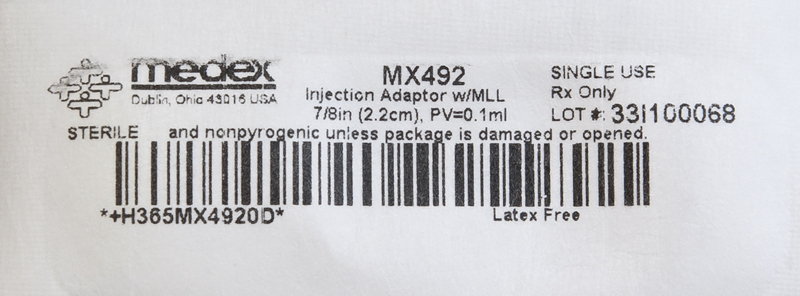 medex
Dublin, Ohio 43016 USA
MX492
Injection Adaptor w/MLL
7/8in (2.2cm), PV=0.1ml
SINGLE USE
Rx Only
LOT #: 33I100068
STERILE and nonpyrogenic unless package is damaged or opened.
*+H365MX4920D*
Latex Free